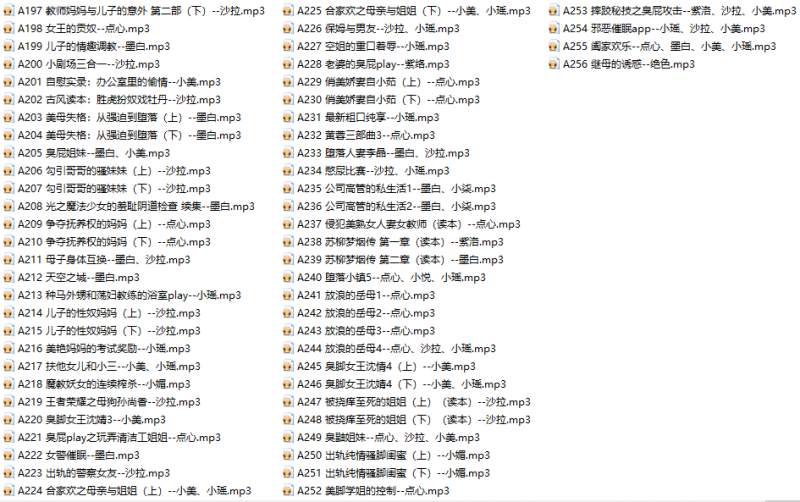 A197 教师妈妈与儿子的意外 第二部（下）--沙拉.mp3
A198 女王的贡奴--点心.mp3
A199 儿子的情趣调教--墨白.mp3
A200 小剧场三合一--沙拉.mp3
A201 自慰实录：办公室里的偷情--小美.mp3
A202 古风读本：胜虎扮奴戏牡丹--沙拉.mp3
A203 美母失格：从强迫到堕落（上）--墨白.mp3
A204 美母失格：从强迫到堕落（下）--墨白.mp3
A205 臭屁姐妹--墨白、小美.mp3
A206 勾引哥哥的骚妹妹（上）--沙拉.mp3
A207 勾引哥哥的骚妹妹（下）--沙拉.mp3
A208 光之魔法少女的羞耻阴道检查 续集--墨白.mp3
A209 争夺抚养权的妈妈（上）--点心.mp3
A210 争夺抚养权的妈妈（下）--点心.mp3
A211 母子身体互换--墨白、沙拉.mp3
A212 天空之城--墨白.mp3
A213 种马外甥和荡妇教练的浴室play--小瑶.mp3
A214 儿子的性奴妈妈（上）--沙拉.mp3
A215 儿子的性奴妈妈（下）--沙拉.mp3
A216 美艳妈妈的考试奖励--小瑶.mp3
A217 扶他女儿和小三--小美、小瑶.mp3
A218 魔教妖女的连续榨杀--小媚.mp3
A219 王者荣耀之母狗孙尚香--沙拉.mp3
A220 臭脚女王沈婧3--小美.mp3
A221 臭屁play之玩弄清洁工姐姐--点心.mp3
A222 女警催眠--墨白.mp3
A223 出轨的警察女友--沙拉.mp3
A224 合家欢之母亲与姐姐（上）--小美、小瑶.mp3
A225 合家欢之母亲与姐姐（下）--小美、小瑶.mp3
A226 保姆与男友--沙拉、小瑶.mp3
A227 空姐的重口羞辱--小瑶.mp3
A228 老婆的臭屁play--紫络.mp3
A229 俏美娇妻白小茹（上）--点心.mp3
A230 俏美娇妻白小茹（下）--点心.mp3
A231 最新粗口纯享--小瑶.mp3
A232 黄蓉三部曲3--点心.mp3
A233 堕落人妻李晶--墨白、沙拉.mp3
A234 憋尿比赛--沙拉、小瑶.mp3
A235 公司高管的私生活1--墨白、小柒.mp3
A236 公司高管的私生活2--墨白、小柒.mp3
A237 侵犯美熟女人妻女教师（读本）--点心.mp3
A238 苏柳梦烟传 第一章（读本）--紫洛.mp3
A239 苏柳梦烟传 第二章（读本）--墨白.mp3
A240 堕落小镇5--点心、小悦、小瑶.mp3
A241 放浪的岳母1--点心.mp3
A242 放浪的岳母2--点心.mp3
A243 放浪的岳母3--点心.mp3
A244 放浪的岳母4--点心、沙拉、小瑶.mp3
A245 臭脚女王沈情4（上）--小美.mp3
A246 臭脚女王沈婧4（下）--小美、小瑶.mp3
A247 被挠痒至死的姐姐（上）（读本）--沙拉.mp3
A248 被挠痒至死的姐姐（下）（读本）--沙拉.mp3
A249 臭鼬姐妹--点心、沙拉、小美.mp3
A250 出轨纯情骚脚闺蜜（上）--小媚.mp3
A251 出轨纯情骚脚闺蜜（下）--小媚.mp3
A252 美脚学姐的控制--点心.mp3
A253 摔跤秘技之臭屁攻击--紫洛、沙拉、小美.mp3
A254 邪恶催眠app--小瑶、沙拉、小美.mp3
A255 阖家欢乐--点心、墨白、小美、小瑶.mp3
A256 继母的诱惑--绝色.mp3